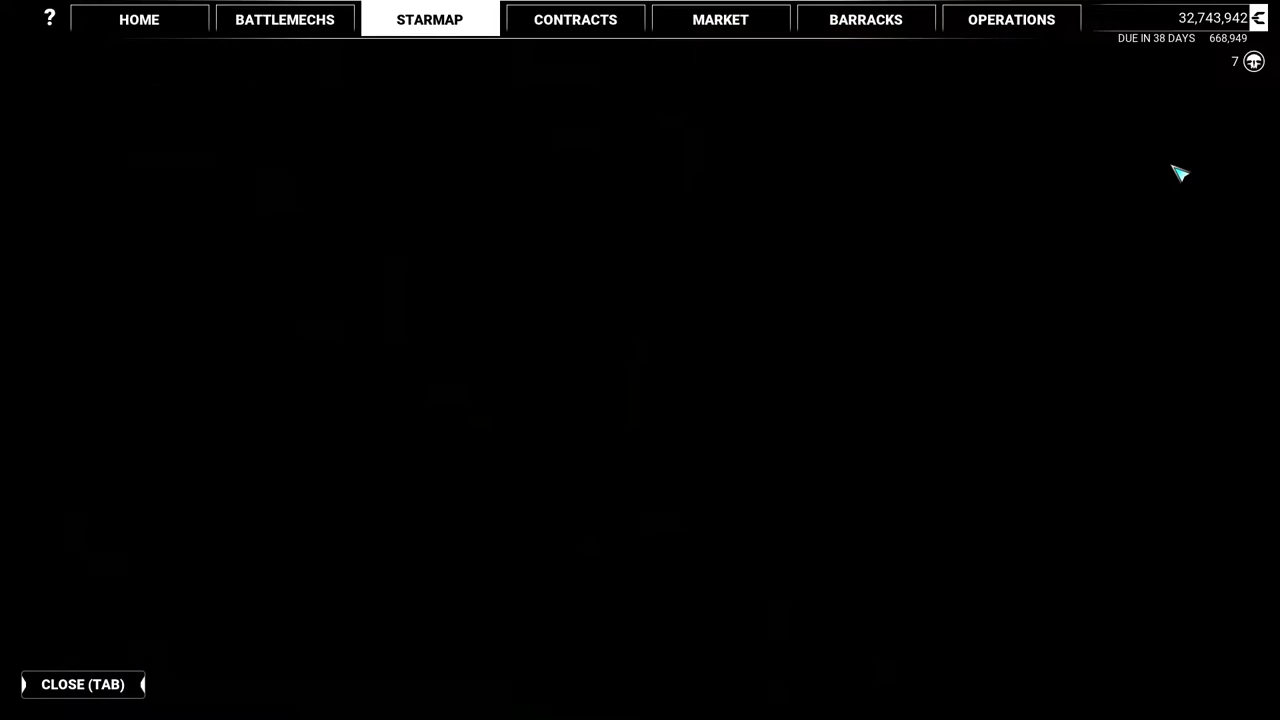 ? HOME BATTLEMECHS STARMAP CONTRACTS MARKET BARRACKS OPERATIONS 32,743,942
DUE IN 38 DAYS 668,949
7
CLOSE (TAB)